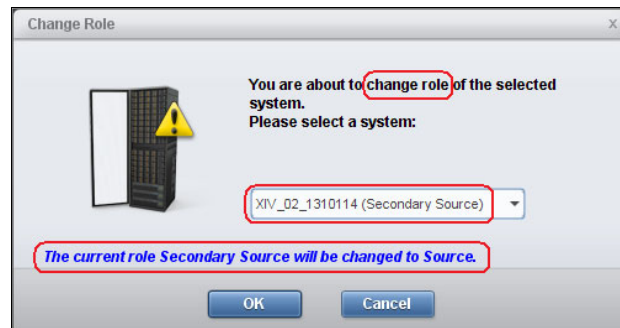 Change Role
X
You are about to change role of the selected
system.
Please select a system:
XIV_02_1310114 (Secondary Source)
The current role Secondary Source will be changed to Source.
OK
Cancel